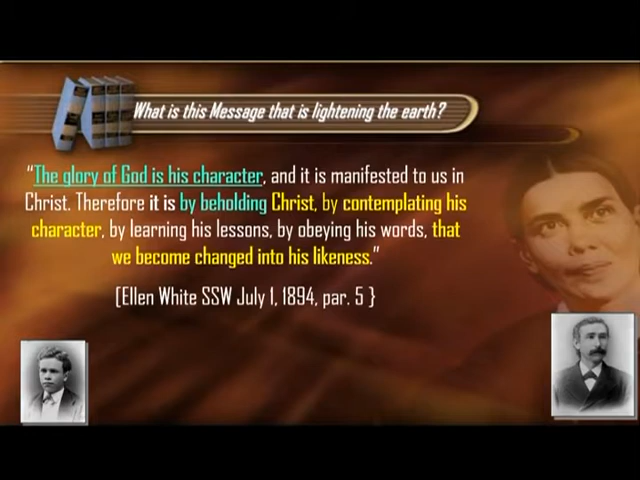 What is this Message that is lightening the earth?
“The glory of God is his character, and it is manifested to us in
Christ. Therefore it is by beholding Christ, by contemplating his
character, by learning his lessons, by obeying his words, that
we become changed into his likeness.”
[Ellen White SSW July 1, 1894, par. 5 }